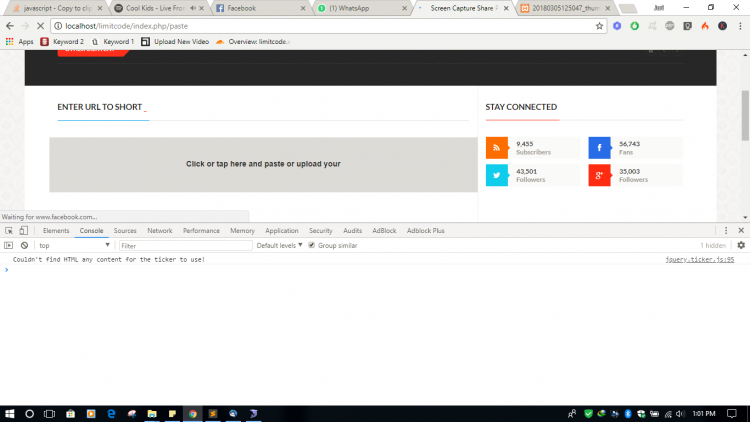 javascript - Copy to clip
Cool Kids - Live From
Facebook
(1) WhatsApp
Screen Capture Share P
20180305125047_thum
localhost/limitcode/index.php/paste
Apps
Keyword 2
Keyword 1
Upload New Video
Overview: limitcode.
ENTER URL TO SHORT _
STAY CONNECTED
9,455
Subscribers
56,743
Fans
43,501
Followers
35,003
Followers
Click or tap here and paste or upload your
Waiting for www.facebook.com...
Elements
Console
Sources
Network
Performance
Memory
Application
Security
Audits
AdBlock
Adblock Plus
top
Filter
Default levels
Group similar
1 hidden
Couldn't find HTML any content for the ticker to use!
jquery.ticker.js:95
1:01 PM